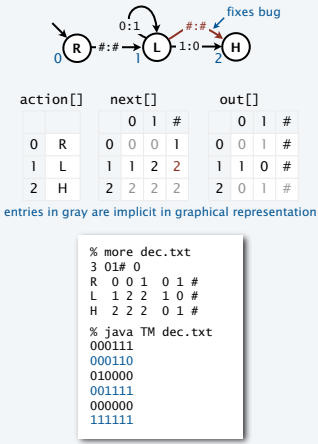 fixes bug
0:1
#:#
R
#:#
L
1:0
H
0
1
2
action[] next[] out[]
0 1 # 0 1 #
0 R 0 0 0 1 0 0 1 #
1 L 1 1 2 2 1 1 0 #
2 H 2 2 2 2 2 0 1 #
entries in gray are implicit in graphical representation
% more dec.txt
3 01# 0
R 0 0 1 0 1 #
L 1 2 2 1 0 #
H 2 2 2 0 1 #
% java TM dec.txt
000111
000110
010000
001111
000000
111111